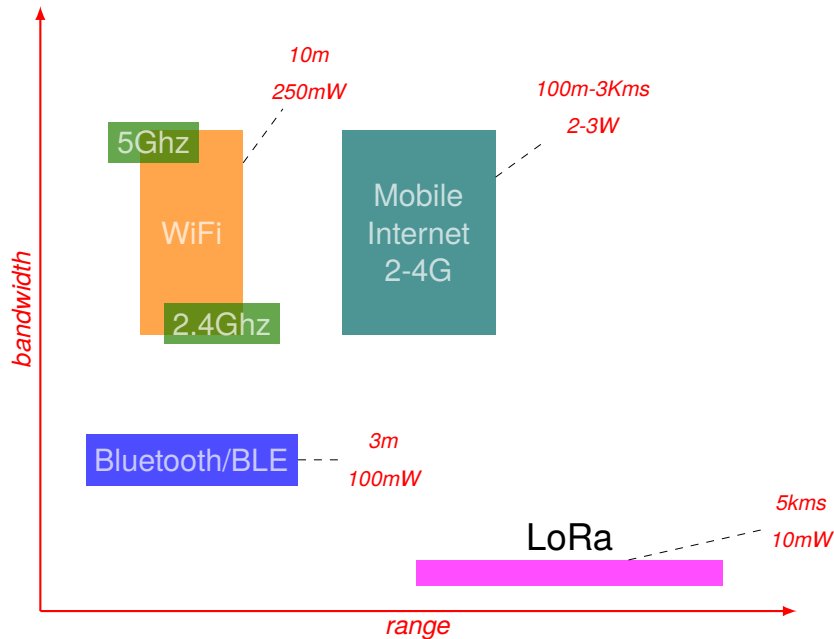 10m
250mW
100m-3Kms
2-3W
5Ghz
WiFi
2.4Ghz
Mobile
Internet
2-4G
bandwidth
Bluetooth/BLE
3m
100mW
LoRa
5kms
10mW
range